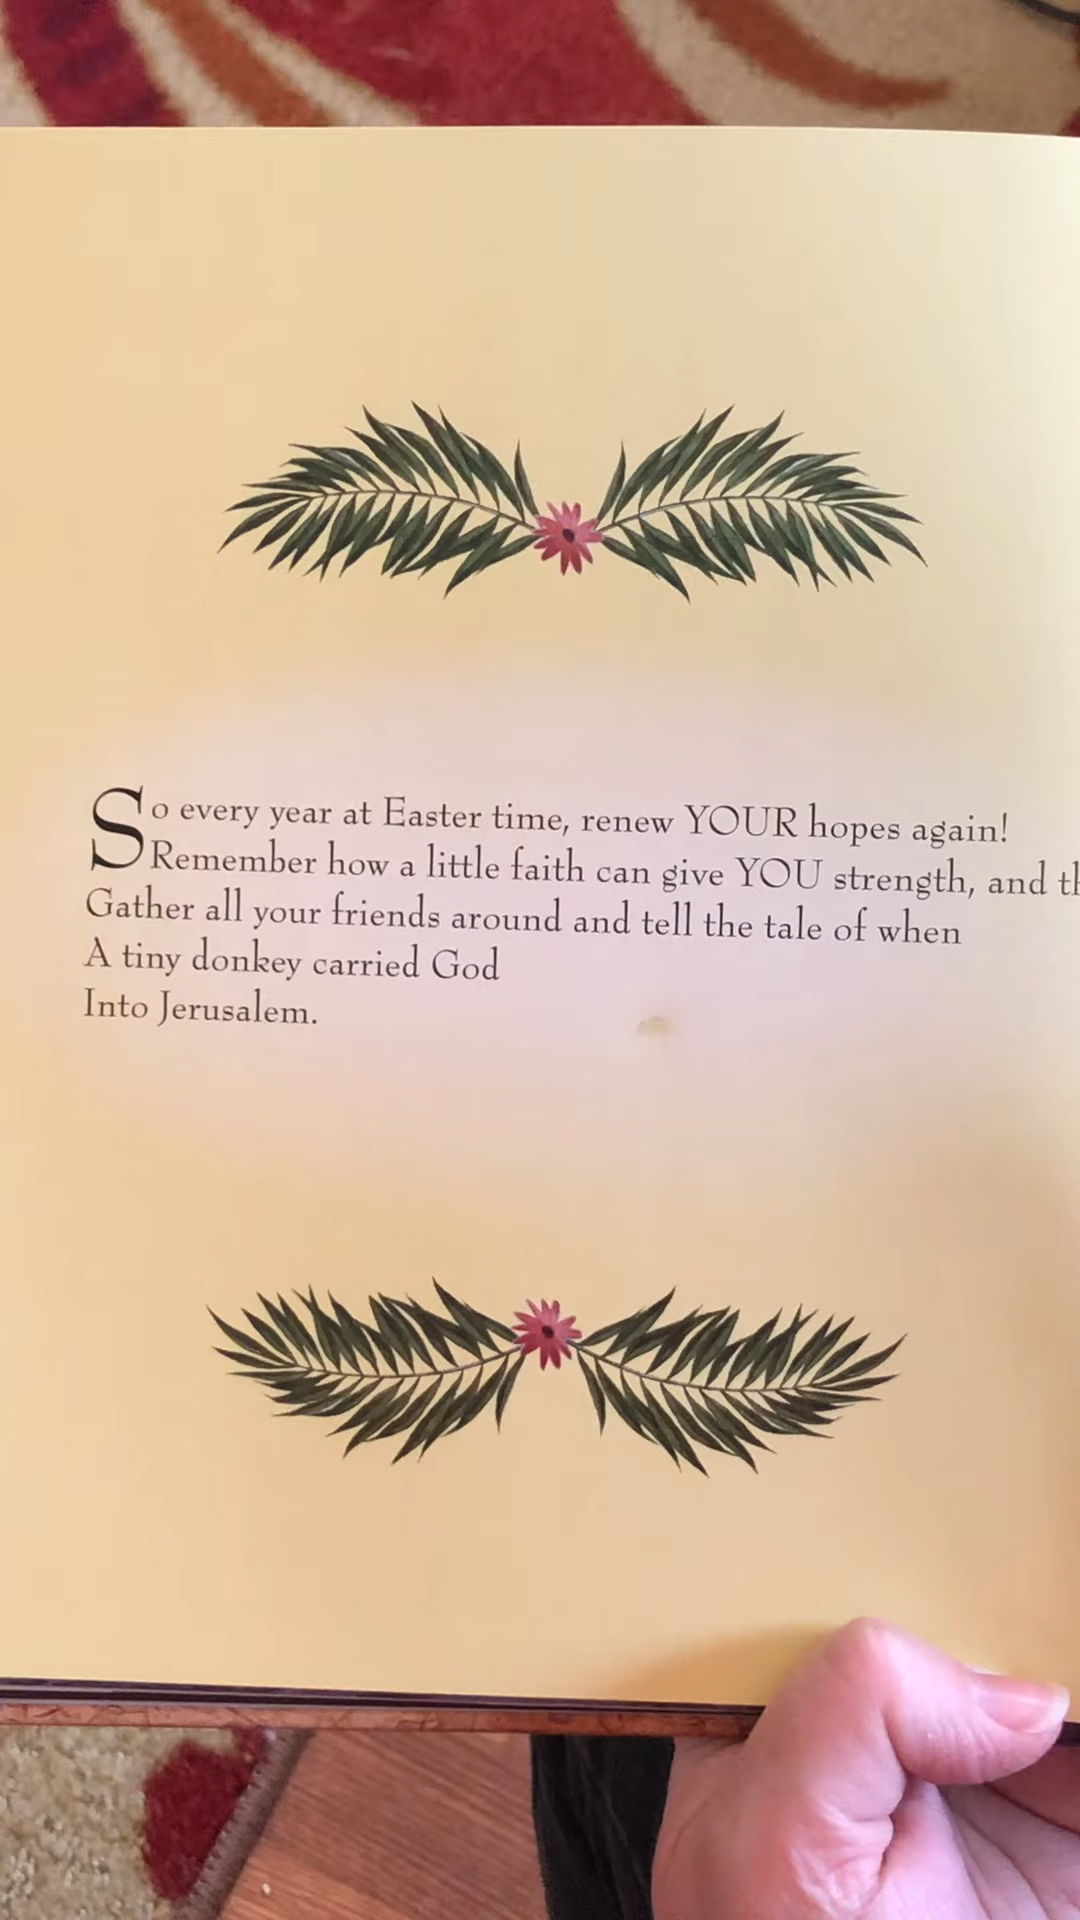 So every year at Easter time, renew YOUR hopes again!
Remember how a little faith can give YOU strength, and
Gather all your friends around and tell the tale of when
A tiny donkey carried God
Into Jerusalem.